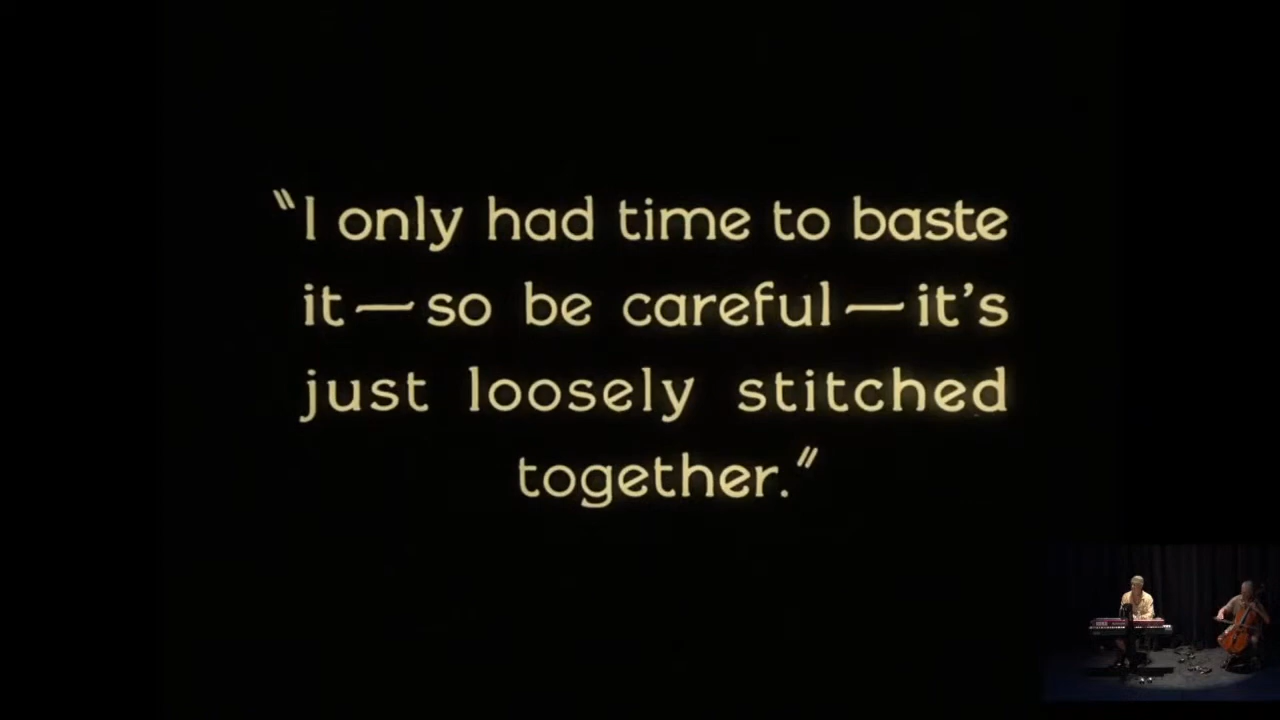 "I only had time to baste
it — so be careful — it's
just loosely stitched
together."